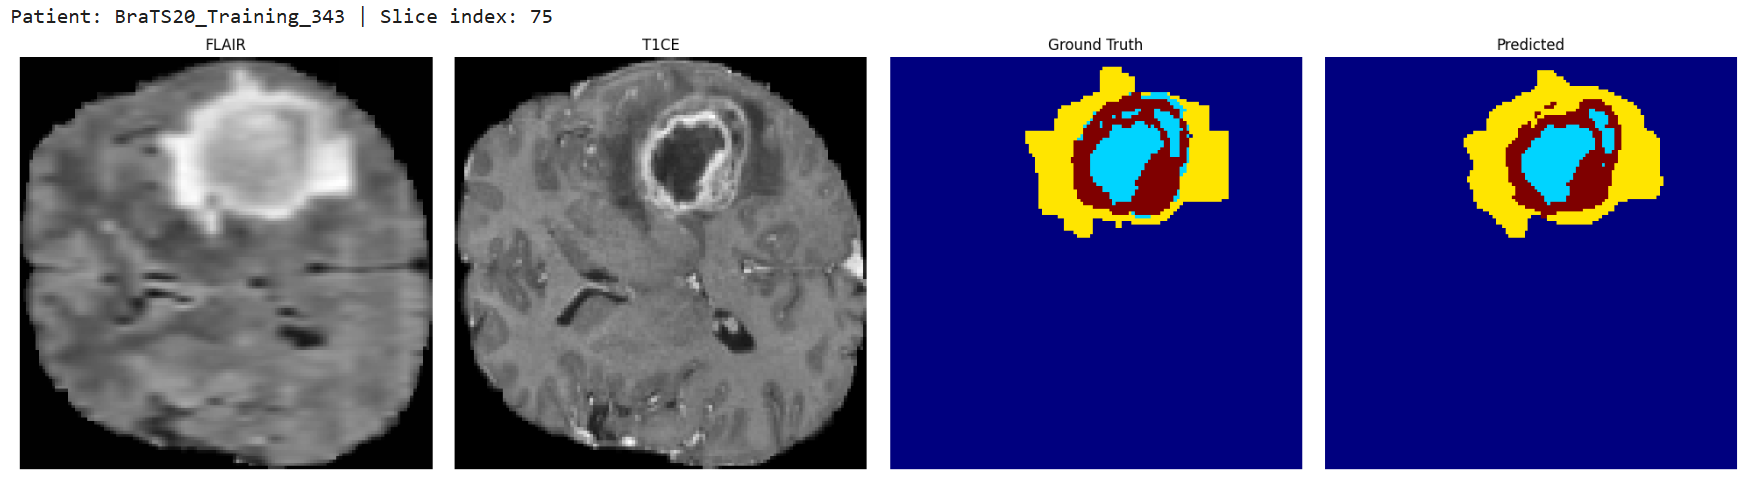 Patient: BraTS20_Training_343 | Slice index: 75
FLAIR
T1CE
Ground Truth
Predicted